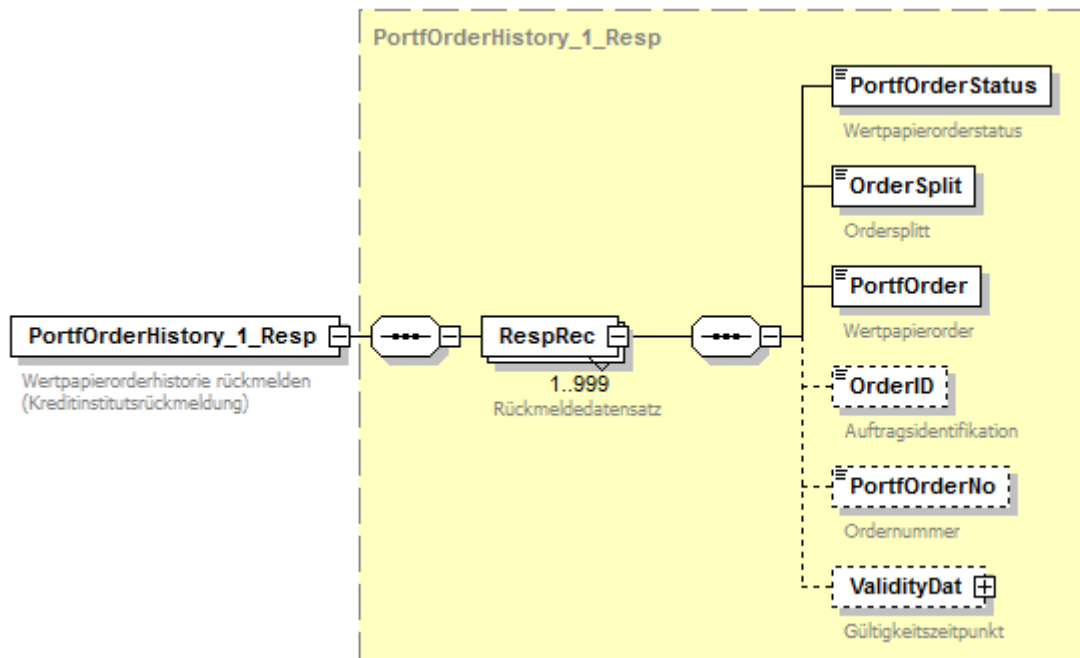 PortfOrderHistory_1_Resp
PortfOrderStatus
Wertpapierorderstatus
OrderSplit
Ordersplitt
PortfOrder
Wertpapierorder
PortfOrderHistory_1_Resp
Wertpapierorderhistorie rückmelden
(Kreditinstitutsrückmeldung)
RespRec
1..999
Rückmeldedatensatz
OrderID
Auftragsidentifikation
PortfOrderNo
Ordernummer
ValidityDat
Gültigkeitszeitpunkt